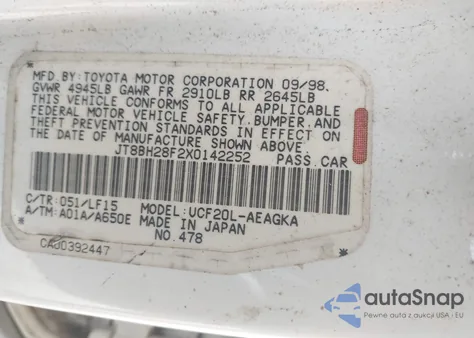 MFD.BY:TOYOTA MOTOR CORPORATION 09/98.
GVWR 4945LB GAWR FR 2910LB RR 2645LB
THIS VEHICLE CONFORMS TO ALL APPLICABLE
FEDERAL MOTOR VEHICLE SAFETY,BUMPER,AND
THEFT PREVENTION STANDARDS IN EFFECT ON
THE DATE OF MANUFACTURE SHOWN ABOVE.
JT8BH28F2X0142252 PASS.CAR
C/TR:051/LF15 MODEL:UCF20L-AEAGKA
A/TM:A01A/A650E MADE IN JAPAN
NO.478
CA00392447
autoSnap
Pewne auto z aukcji USA - EU